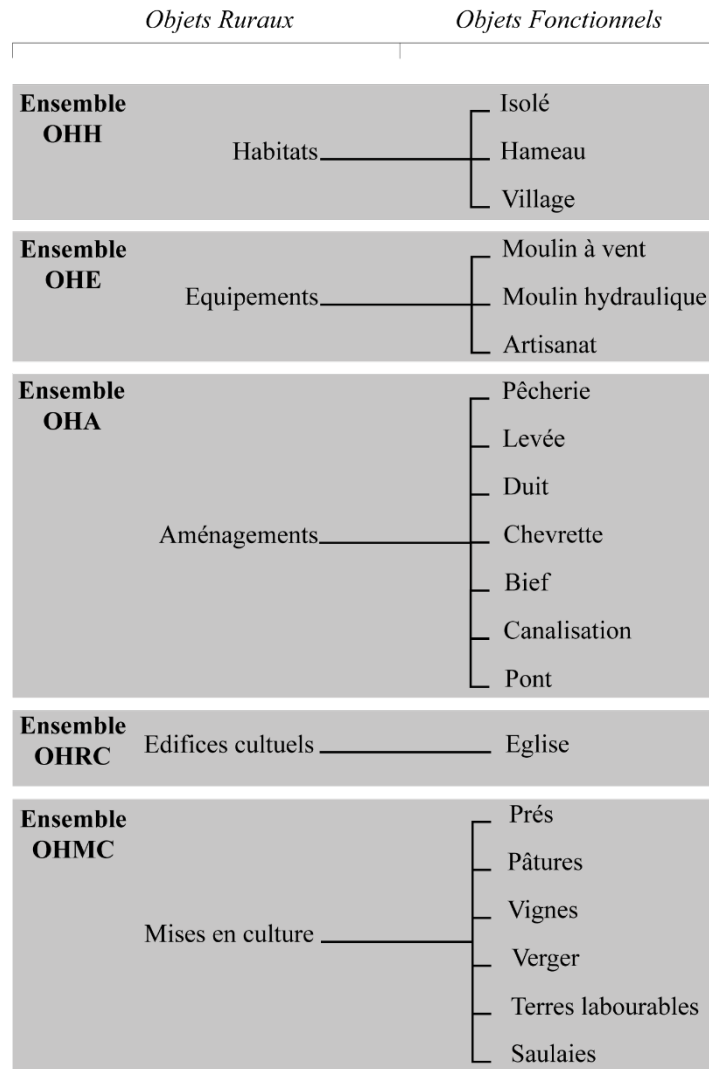 Objets Ruraux Objets Fonctionnels
Ensemble
OHH
Habitats
Isolé
Hameau
Village
Ensemble
OHE
Equipements
Moulin à vent
Moulin hydraulique
Artisanat
Ensemble
OHA
Aménagements
Pêcherie
Levée
Duit
Chevrette
Bief
Canalisation
Pont
Ensemble
OHRC
Edifices cultuels
Eglise
Ensemble
OHMC
Mises en culture
Prés
Pâtures
Vignes
Verger
Terres labourables
Saulaies